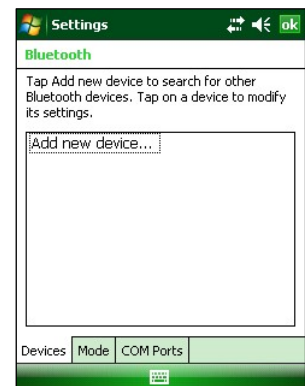 Settings
ok
Bluetooth
Tap Add new device to search for other
Bluetooth devices. Tap on a device to modify
its settings.
Add new device...
Devices Mode COM Ports